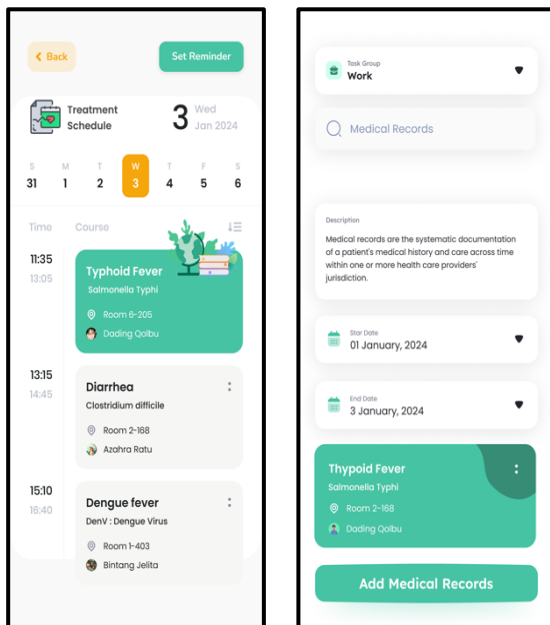 Back
Set Reminder
Treatment
Schedule
3
Wed
Jan 2024
S M T W T F S
31 1 2 3 4 5 6
Time Course
11:35
13:05
Typhoid Fever
Salmonella Typhi
Room 6-205
Dading Qolbu
13:15
14:45
Diarrhea
Clostridium difficile
Room 2-168
Azahra Ratu
15:10
16:40
Dengue fever
DenV : Dengue Virus
Room 1-403
Bintang Jelita
Task Group
Work
Medical Records
Description
Medical records are the systematic documentation
of a patient's medical history and care across time
within one or more health care providers'
jurisdiction.
Star Date
01 January, 2024
End Date
3 January, 2024
Thypoid Fever
Salmonella Typhi
Room 2-168
Dading Qolbu
Add Medical Records